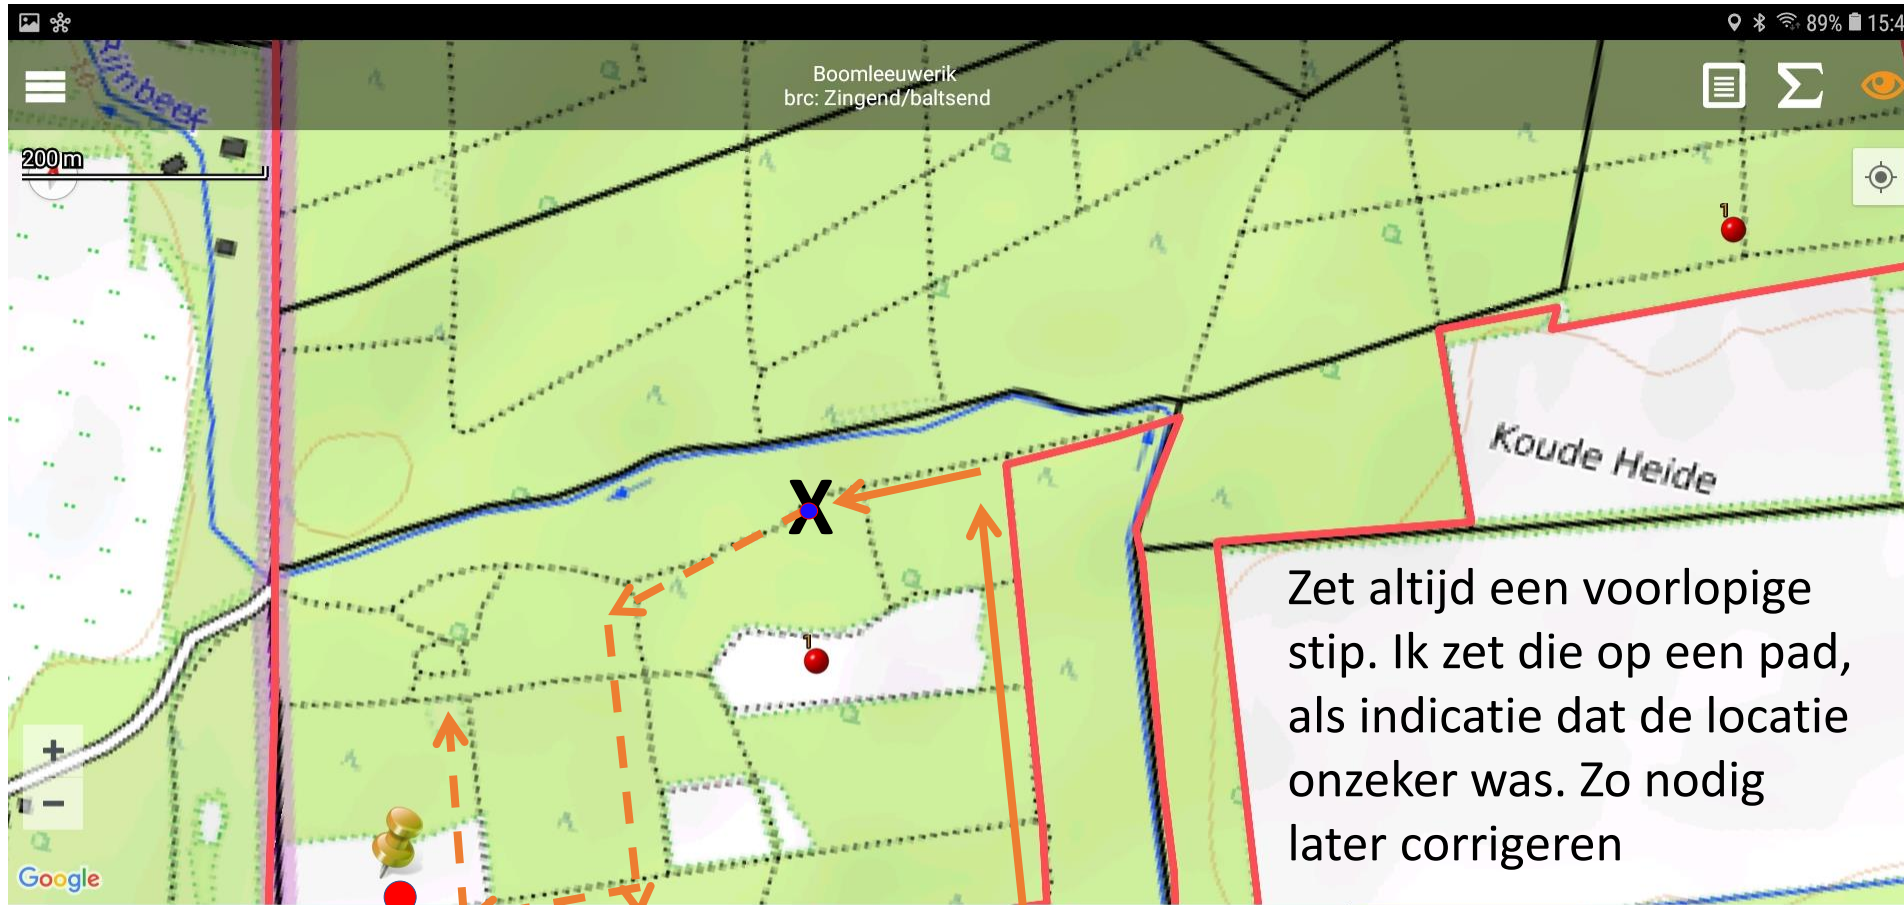 89% 15:4
Boomleeuwerik
brc: Zingend/baltsend
Rijnbeek
200 m
1
Koude Heide
X
1
Zet altijd een voorlopige
stip. Ik zet die op een pad,
als indicatie dat de locatie
onzeker was. Zo nodig
later corrigeren
+
−
Google